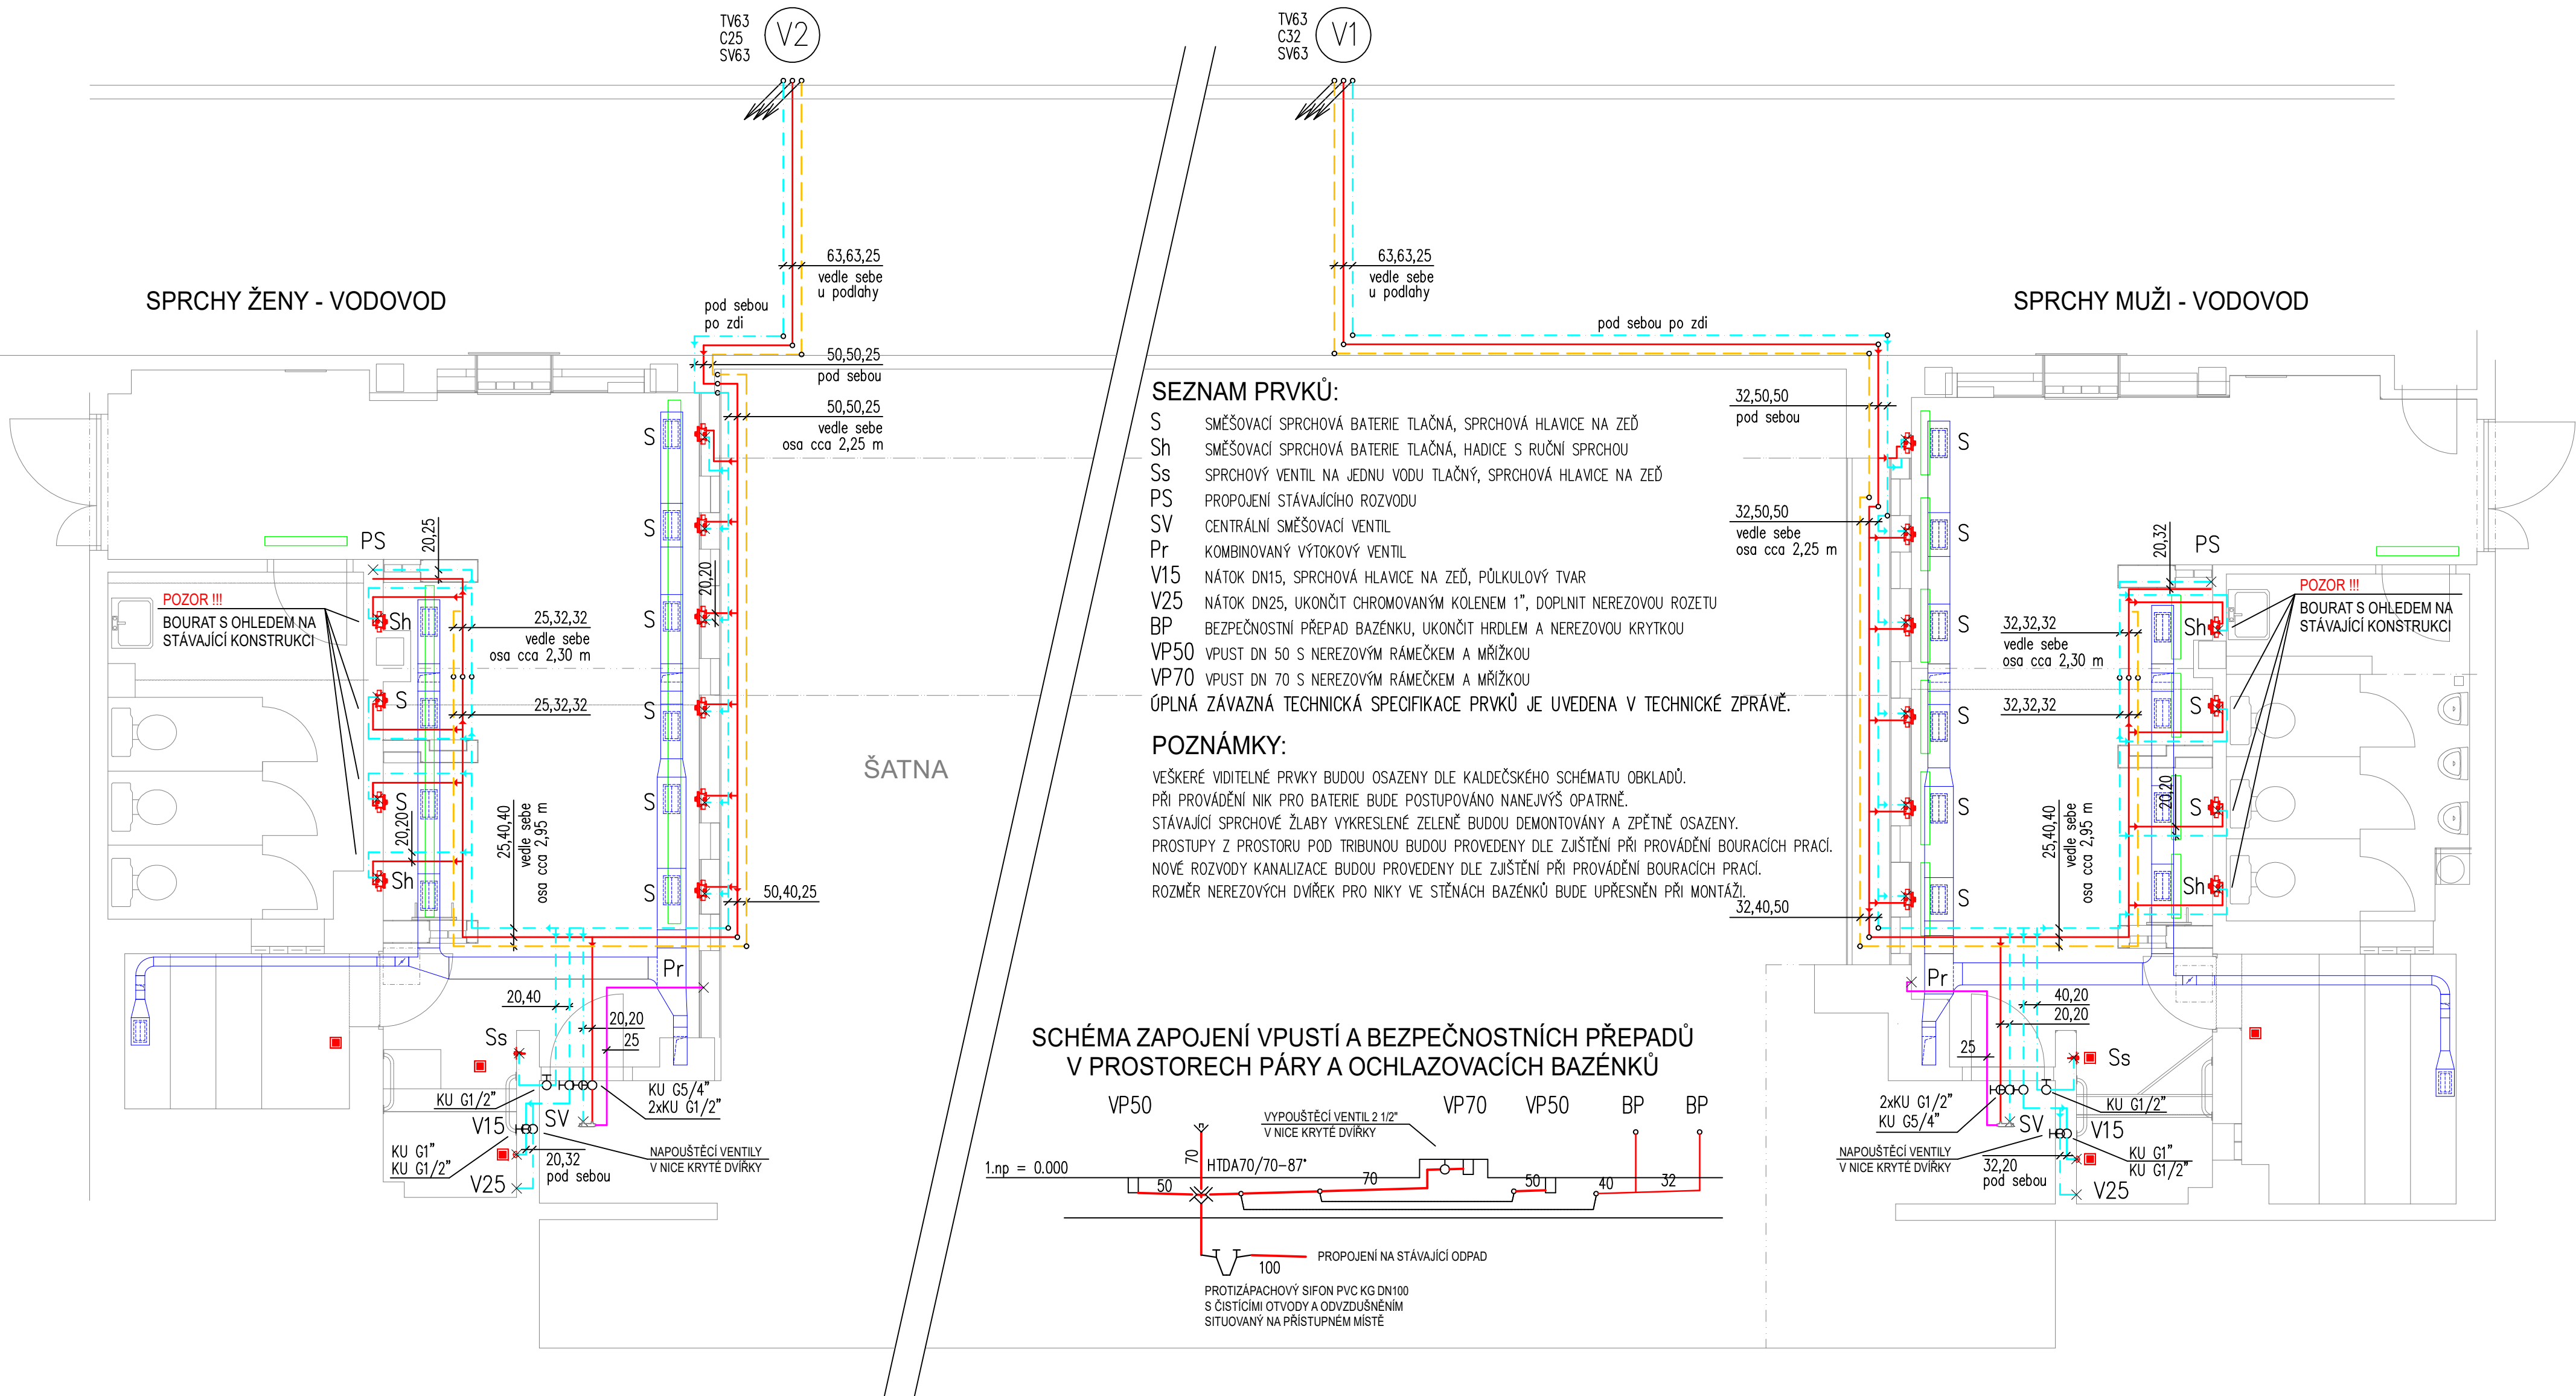 TV63
C25
SV63
V2
TV63
C32
SV63
V1
SPRCHY ŽENY - VODOVOD
63,63,25
vedle sebe
u podlahy
pod sebou
po zdi
50,50,25
pod sebou
50,50,25
vedle sebe
osa cca 2,25 m
S
S
S
S
S
S
20,20
PS
20,25
POZOR !!!
BOURAT S OHLEDEM NA
STÁVAJÍCÍ KONSTRUKCI
Sh
S
S
Sh
25,32,32
vedle sebe
osa cca 2,30 m
25,32,32
20,20
25,40,40
vedle sebe
osa cca 2,95 m
50,40,25
Pr
20,40
20,20
25
Ss
KU G1/2"
KU G5/4"
2xKU G1/2"
V15
SV
KU G1"
KU G1/2"
NAPOUŠTĚCÍ VENTILY
V NICE KRYTÉ DVÍŘKY
20,32
pod sebou
V25
ŠATNA
63,63,25
vedle sebe
u podlahy
pod sebou po zdi
SEZNAM PRVKŮ:
S SMĚŠOVACÍ SPRCHOVÁ BATERIE TLAČNÁ, SPRCHOVÁ HLAVICE NA ZEĎ
Sh SMĚŠOVACÍ SPRCHOVÁ BATERIE TLAČNÁ, HADICE S RUČNÍ SPRCHOU
Ss SPRCHOVÝ VENTIL NA JEDNU VODU TLAČNÝ, SPRCHOVÁ HLAVICE NA ZEĎ
PS PROPOJENÍ STÁVAJÍCÍHO ROZVODU
SV CENTRÁLNÍ SMĚŠOVACÍ VENTIL
Pr KOMBINOVANÝ VÝTOKOVÝ VENTIL
V15 NÁTOK DN15, SPRCHOVÁ HLAVICE NA ZEĎ, PŮLKULOVÝ TVAR
V25 NÁTOK DN25, UKONČIT CHROMOVANÝM KOLENEM 1", DOPLNIT NEREZOVOU ROZETU
BP BEZPEČNOSTNÍ PŘEPAD BAZÉNKU, UKONČIT HRDLEM A NEREZOVOU KRYTKOU
VP50 VPUST DN 50 S NEREZOVÝM RÁMEČKEM A MŘÍŽKOU
VP70 VPUST DN 70 S NEREZOVÝM RÁMEČKEM A MŘÍŽKOU
ÚPLNÁ ZÁVAZNÁ TECHNICKÁ SPECIFIKACE PRVKŮ JE UVEDENA V TECHNICKÉ ZPRÁVĚ.
POZNÁMKY:
VEŠKERÉ VIDITELNÉ PRVKY BUDOU OSAZENY DLE KALDEČSKÉHO SCHÉMATU OBKLADŮ.
PŘI PROVÁDĚNÍ NIK PRO BATERIE BUDE POSTUPOVÁNO NANEJVÝŠ OPATRNĚ.
STÁVAJÍCÍ SPRCHOVÉ ŽLABY VYKRESLENÉ ZELENĚ BUDOU DEMONTOVÁNY A ZPĚTNĚ OSAZENY.
PROSTUPY Z PROSTORU POD TRIBUNOU BUDOU PROVEDENY DLE ZJIŠTĚNÍ PŘI PROVÁDĚNÍ BOURACÍCH PRACÍ.
NOVÉ ROZVODY KANALIZACE BUDOU PROVEDENY DLE ZJIŠTĚNÍ PŘI PROVÁDĚNÍ BOURACÍCH PRACÍ.
ROZMĚR NEREZOVÝCH DVÍŘEK PRO NIKY VE STĚNÁCH BAZÉNKŮ BUDE UPŘESNĚN PŘI MONTÁŽI.
SCHÉMA ZAPOJENÍ VPUSTÍ A BEZPEČNOSTNÍCH PŘEPADŮ
V PROSTORECH PÁRY A OCHLAZOVACÍCH BAZÉNKŮ
VP50
VYPOUŠTĚCÍ VENTIL 2 1/2"
V NICE KRYTÉ DVÍŘKY
VP70
VP50
BP
BP
1.np = 0.000
70
HTDA70/70-87°
50
70
50
40
32
100
PROPOJENÍ NA STÁVAJÍCÍ ODPAD
PROTIZÁPACHOVÝ SIFON PVC KG DN100
S ČISTÍCÍMI OTVODY A ODVZDUŠNĚNÍM
SITUOVANÝ NA PŘÍSTUPNÉM MÍSTĚ
SPRCHY MUŽI - VODOVOD
32,50,50
pod sebou
32,50,50
vedle sebe
osa cca 2,25 m
S
S
S
S
S
S
32,40,50
20,32
PS
POZOR !!!
BOURAT S OHLEDEM NA
STÁVAJÍCÍ KONSTRUKCI
Sh
S
S
Sh
32,32,32
vedle sebe
osa cca 2,30 m
32,32,32
20,20
25,40,40
vedle sebe
osa cca 2,95 m
Pr
40,20
20,20
25
Ss
2xKU G1/2"
KU G5/4"
KU G1/2"
SV
V15
NAPOUŠTĚCÍ VENTILY
V NICE KRYTÉ DVÍŘKY
KU G1"
KU G1/2"
32,20
pod sebou
V25